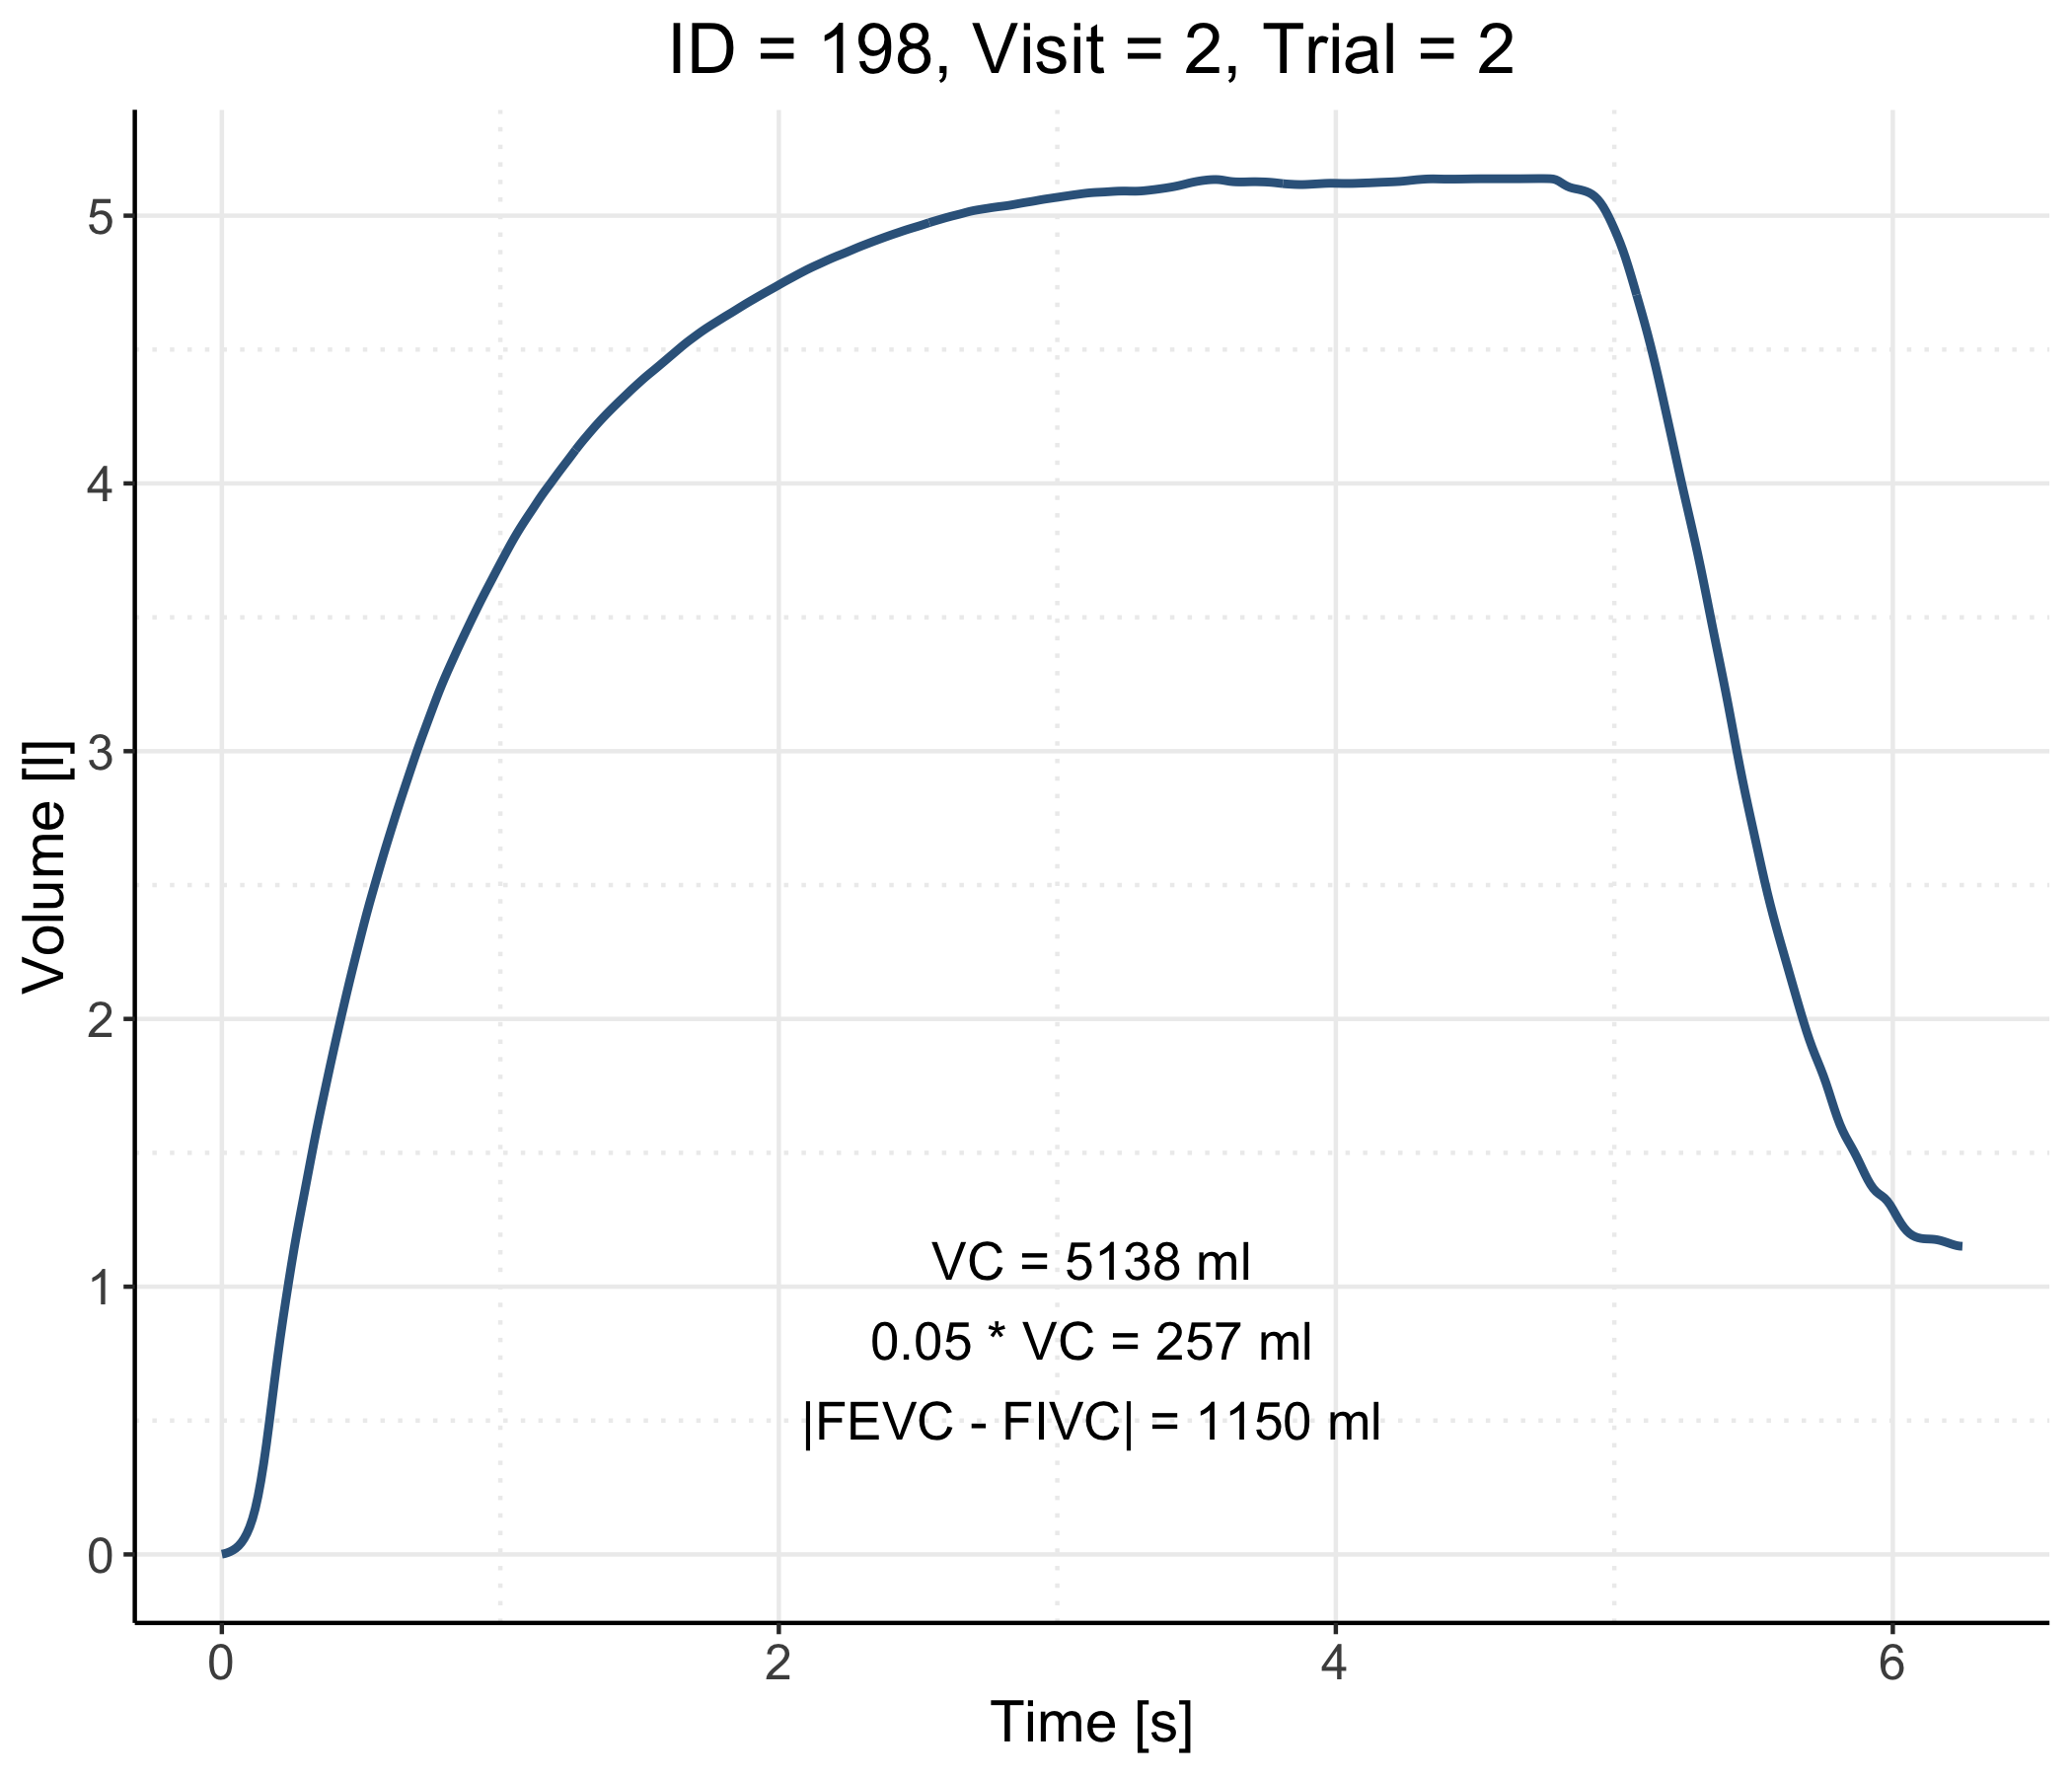 ID = 198, Visit = 2, Trial = 2
Volume [l]
5
4
3
2
1
0
VC = 5138 ml
0.05 * VC = 257 ml
|FEVC - FIVC| = 1150 ml
0 2 4 6
Time [s]